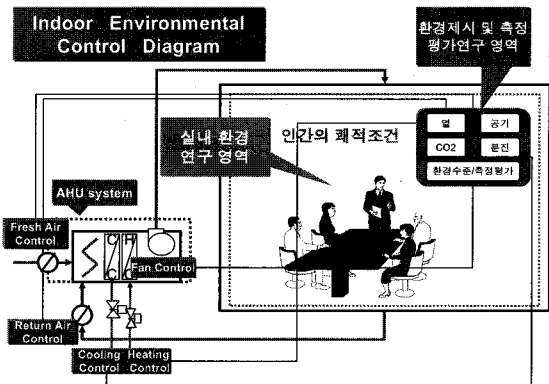 Indoor Environmental
Control Diagram
환경제시 및 측정
평가연구 영역
열
공기
CO2
분진
환경수준/측정평가
실내 환경
연구 영역
인간의 쾌적조건
AHU system
Fresh Air
Control
C
C
H
C
Fan Control
Return Air
Control
Cooling
Control
Heating
Control